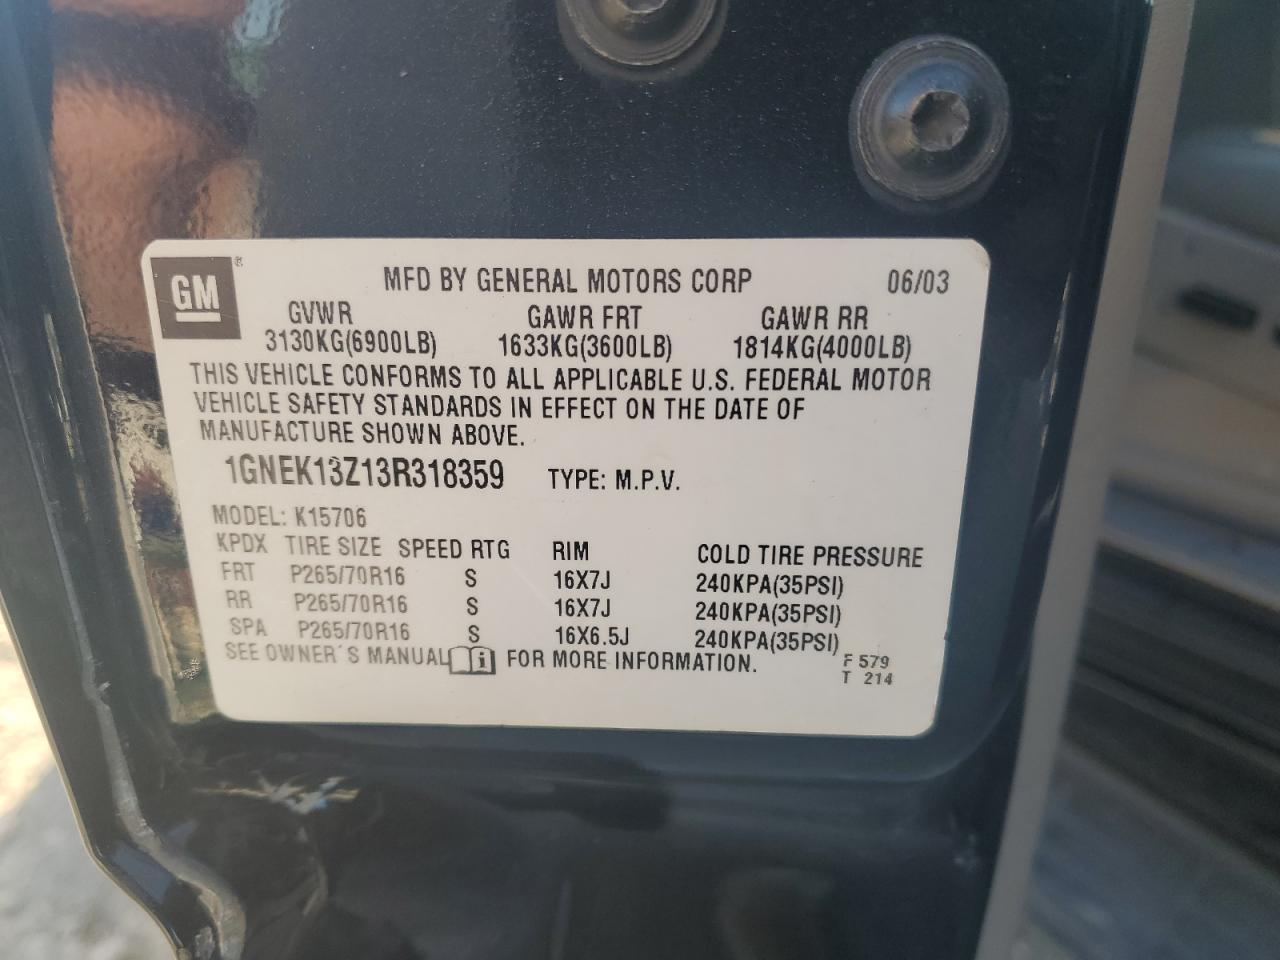 GM ®
MFD BY GENERAL MOTORS CORP 06/03
GVWR GAWR FRT GAWR RR
3130KG(6900LB) 1633KG(3600LB) 1814KG(4000LB)
THIS VEHICLE CONFORMS TO ALL APPLICABLE U.S. FEDERAL MOTOR
VEHICLE SAFETY STANDARDS IN EFFECT ON THE DATE OF
MANUFACTURE SHOWN ABOVE.
1GNEK13Z13R318359 TYPE: M.P.V.
MODEL: K15706
KPDX TIRE SIZE SPEED RTG RIM COLD TIRE PRESSURE
FRT P265/70R16 S 16X7J 240KPA(35PSI)
RR P265/70R16 S 16X7J 240KPA(35PSI)
SPA P265/70R16 S 16X6.5J 240KPA(35PSI)
SEE OWNER'S MANUAL i FOR MORE INFORMATION. F 579
T 214